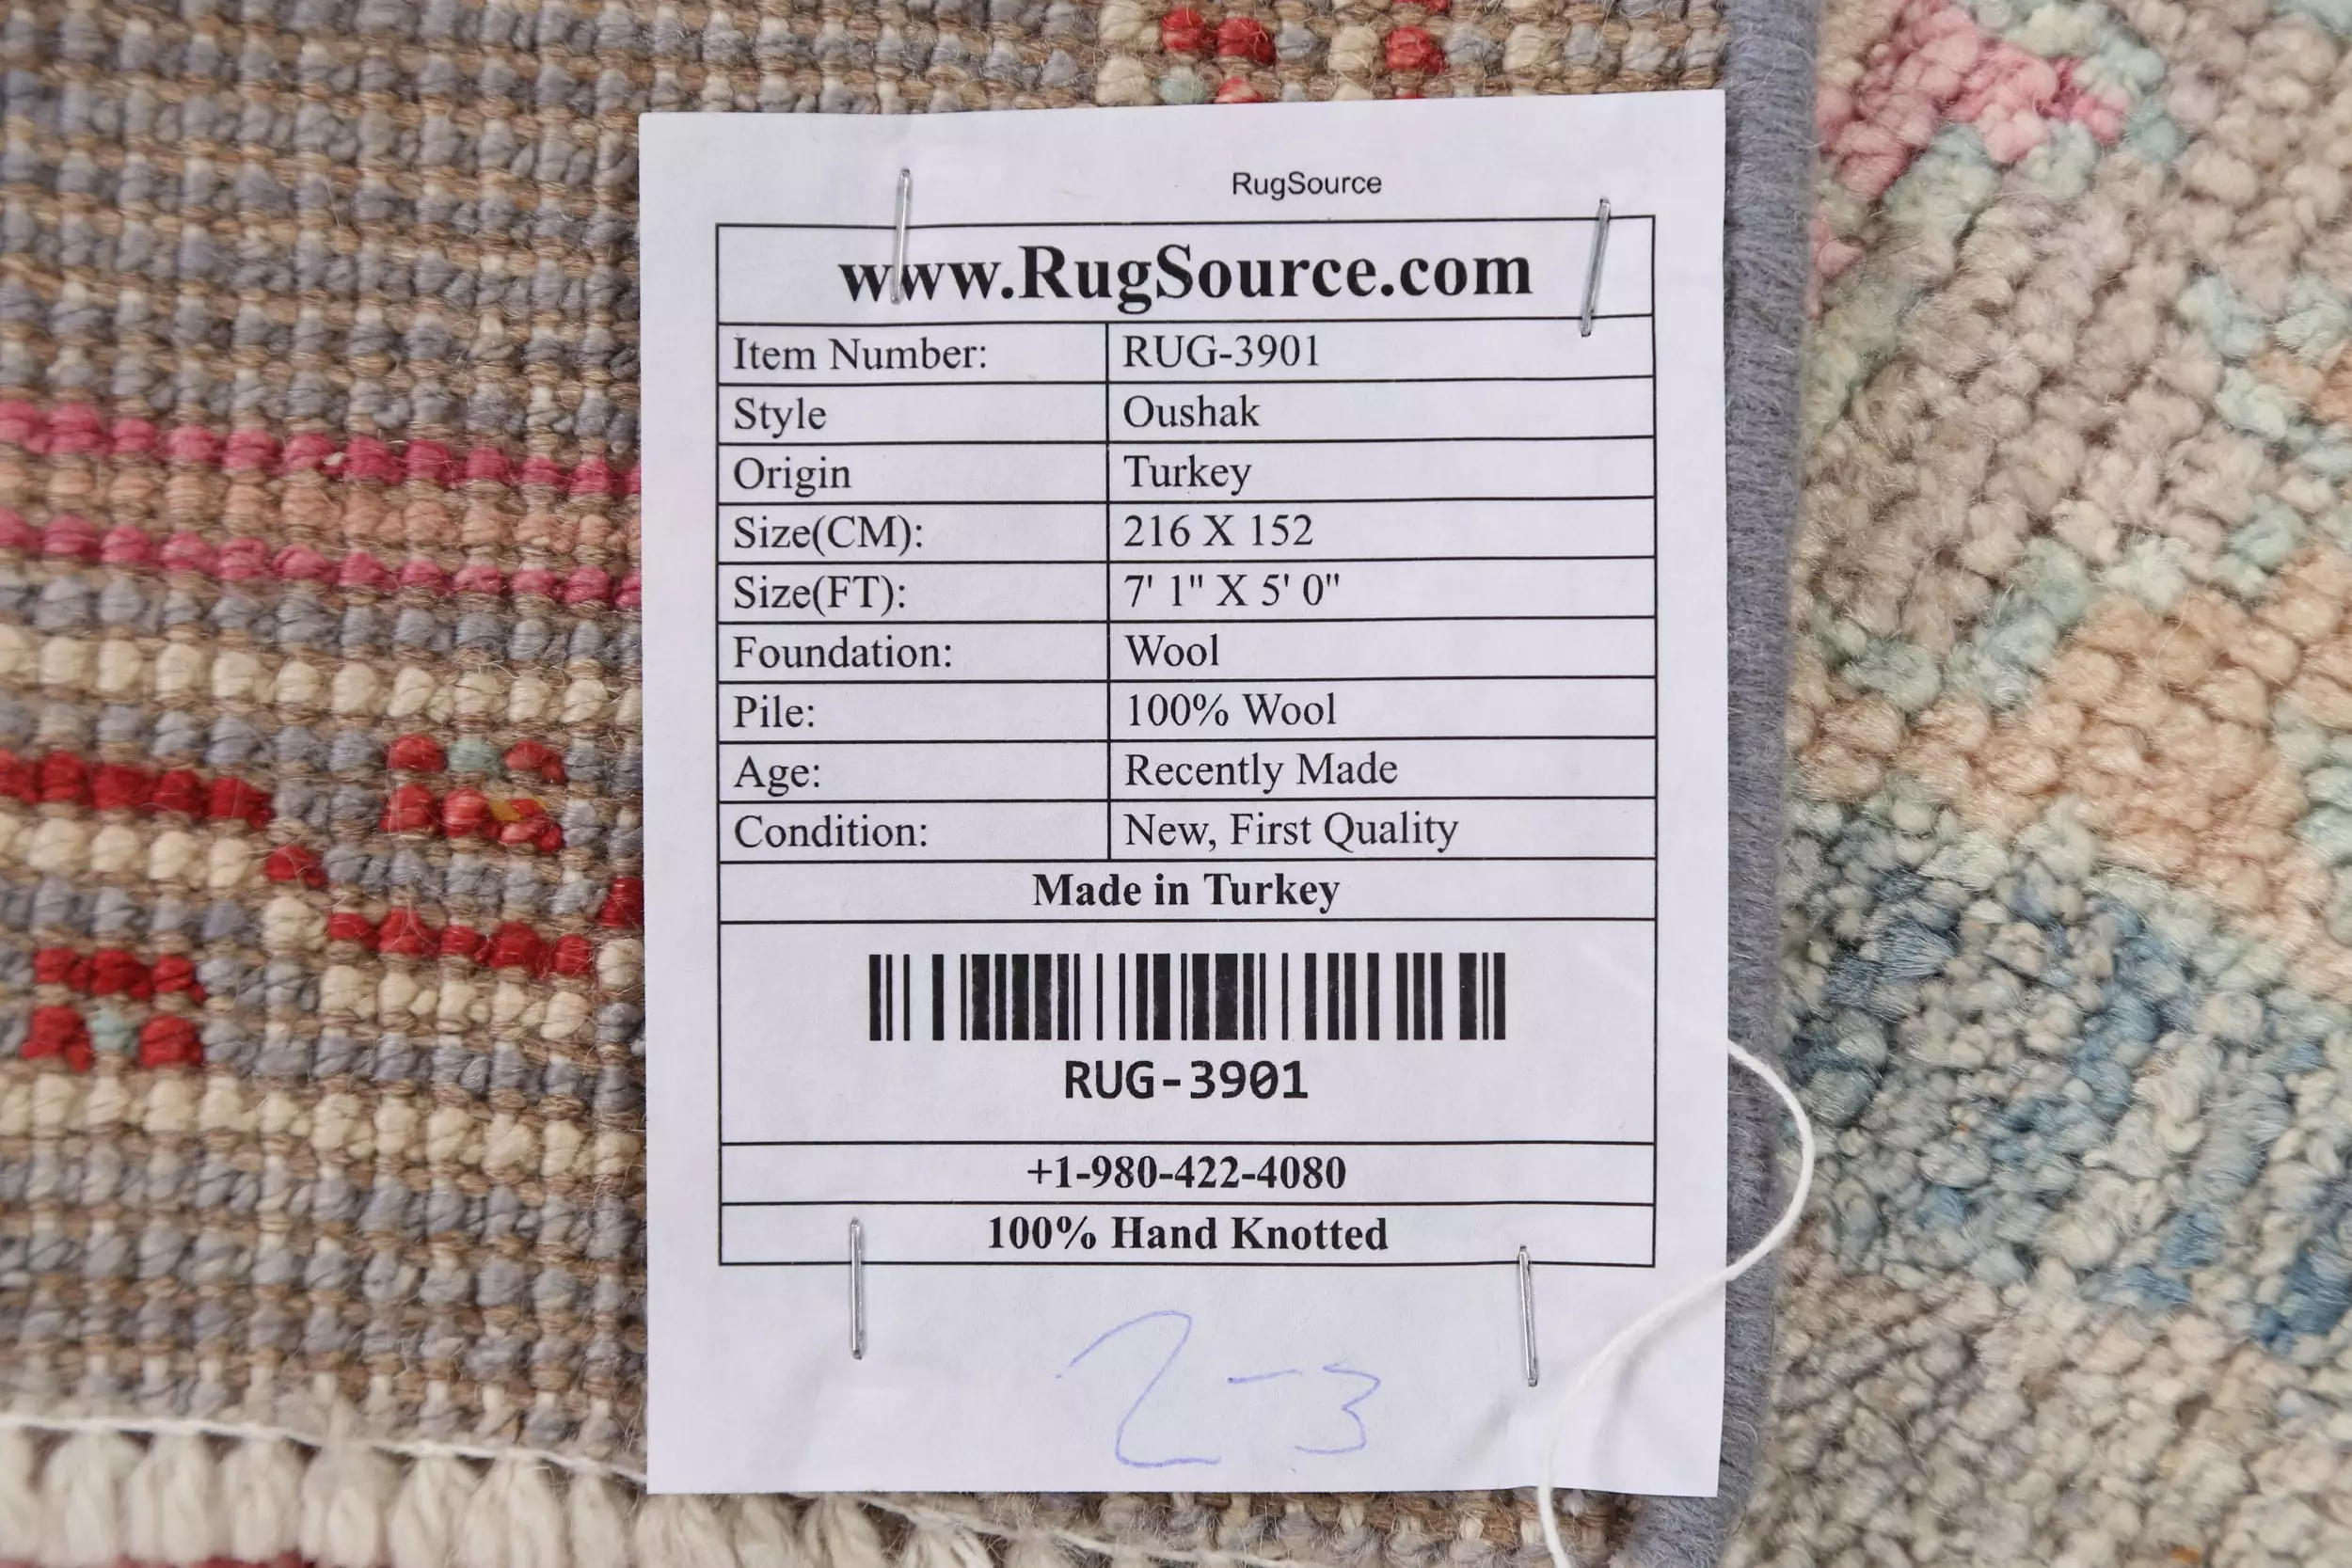 RugSource
www.RugSource.com
Item Number: RUG-3901
Style Oushak
Origin Turkey
Size(CM): 216 X 152
Size(FT): 7' 1" X 5' 0"
Foundation: Wool
Pile: 100% Wool
Age: Recently Made
Condition: New, First Quality
Made in Turkey
RUG-3901
+1-980-422-4080
100% Hand Knotted
2-3